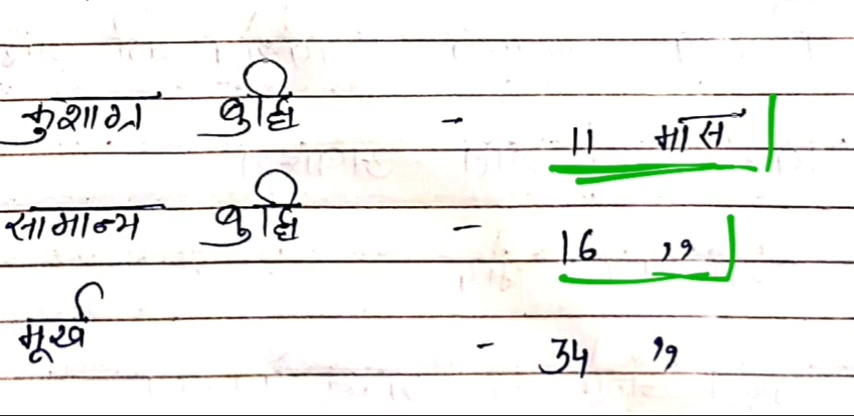 कुशाग्र बुद्धि - 11 मास
सामान्य बुद्धि - 16 ,,
मूर्ख - 34 ,,